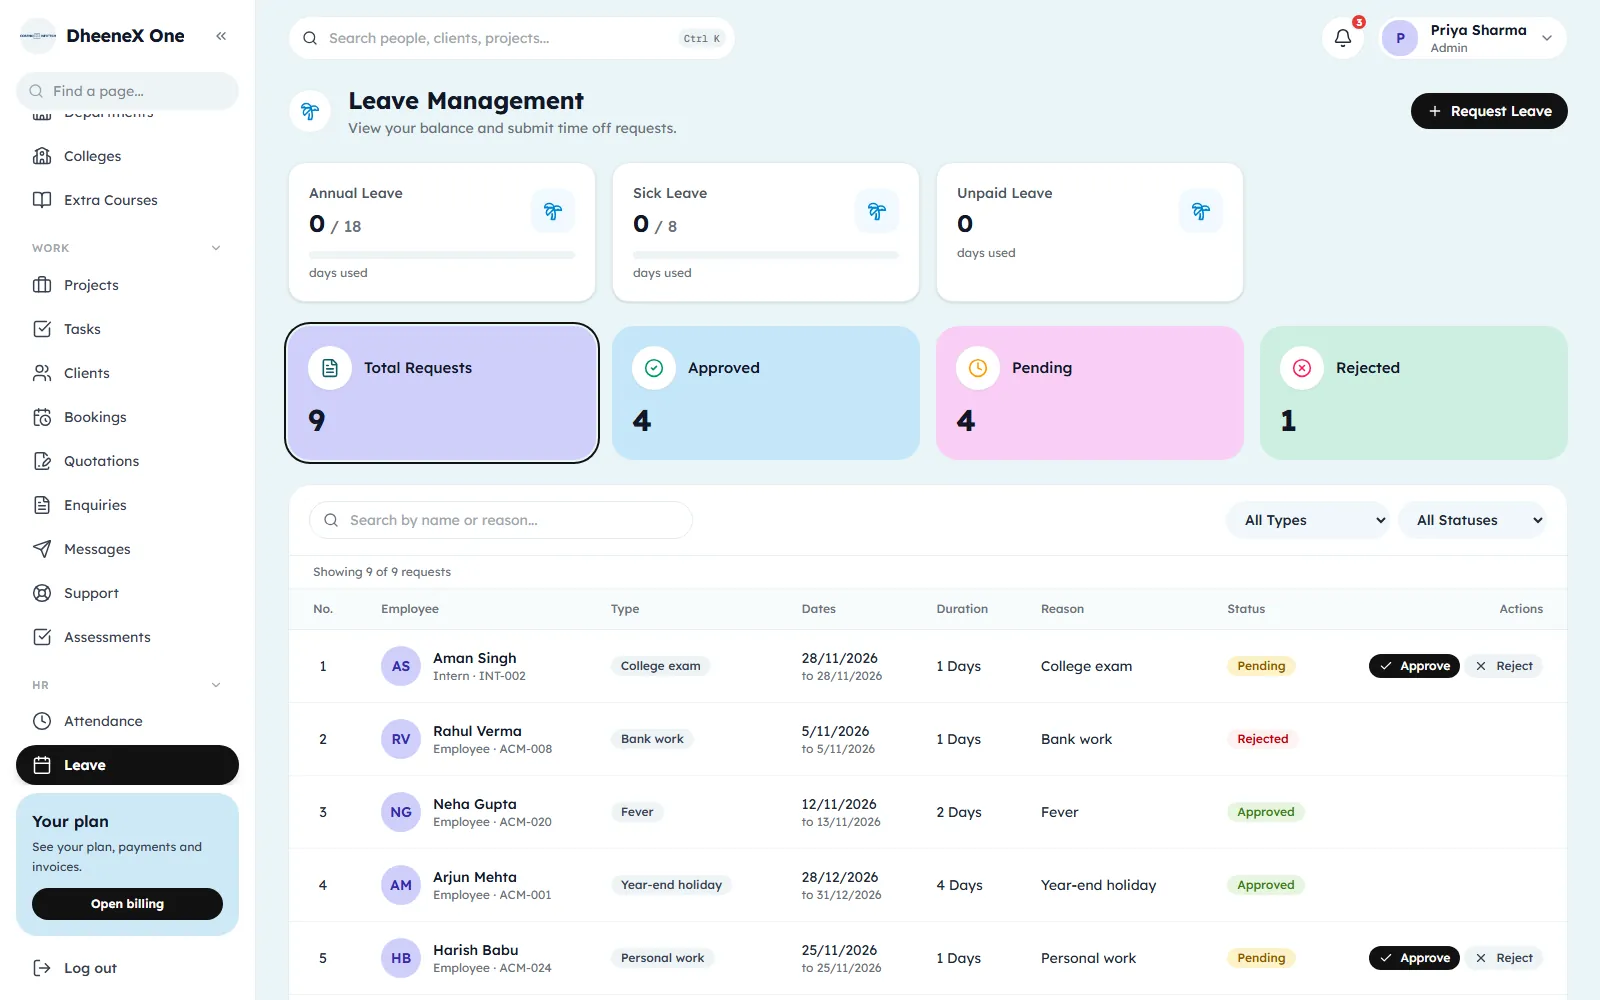 DheeneX One
Find a page...
Departments
Colleges
Extra Courses
WORK
Projects
Tasks
Clients
Bookings
Quotations
Enquiries
Messages
Support
Assessments
HR
Attendance
Leave
Your plan
See your plan, payments and
invoices.
Open billing
Log out
Search people, clients, projects...
Ctrl K
3
P
Priya Sharma
Admin
Leave Management
View your balance and submit time off requests.
+ Request Leave
Annual Leave
0 / 18
days used
Sick Leave
0 / 8
days used
Unpaid Leave
0
days used
Total Requests
9
Approved
4
Pending
4
Rejected
1
Search by name or reason...
All Types
All Statuses
Showing 9 of 9 requests
No. Employee Type Dates Duration Reason Status Actions
1 AS Aman Singh College exam 28/11/2026 1 Days College exam Pending Approve Reject
Intern · INT-002 to 28/11/2026
2 RV Rahul Verma Bank work 5/11/2026 1 Days Bank work Rejected
Employee · ACM-008 to 5/11/2026
3 NG Neha Gupta Fever 12/11/2026 2 Days Fever Approved
Employee · ACM-020 to 13/11/2026
4 AM Arjun Mehta Year-end holiday 28/12/2026 4 Days Year-end holiday Approved
Employee · ACM-001 to 31/12/2026
5 HB Harish Babu Personal work 25/11/2026 1 Days Personal work Pending Approve Reject
Employee · ACM-024 to 25/11/2026